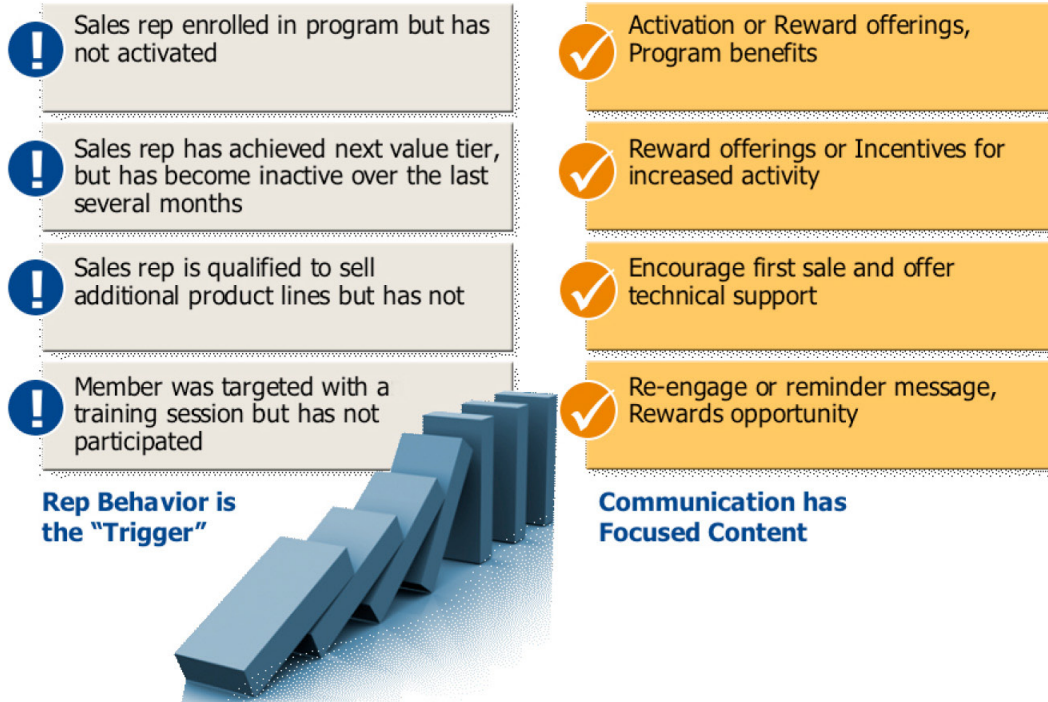 Sales rep enrolled in program but has
not activated
Activation or Reward offerings,
Program benefits
Sales rep has achieved next value tier,
but has become inactive over the last
several months
Reward offerings or Incentives for
increased activity
Sales rep is qualified to sell
additional product lines but has not
Encourage first sale and offer
technical support
Member was targeted with a
training session but has not
participated
Re-engage or reminder message,
Rewards opportunity
Rep Behavior is
the “Trigger”
Communication has
Focused Content